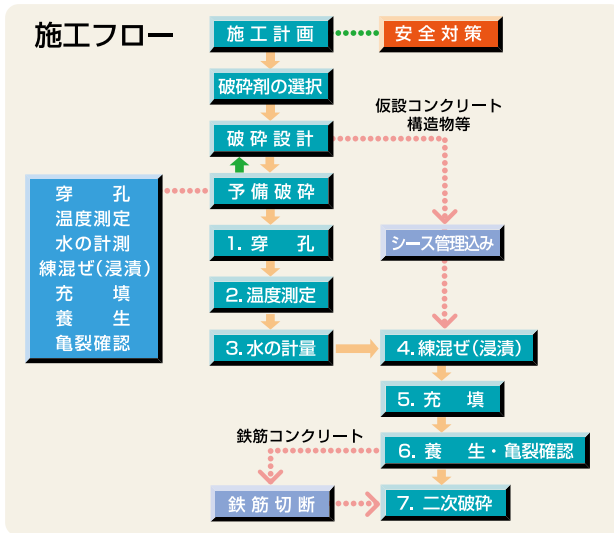 施工フロー
施工計画
安全対策
破砕剤の選択
仮設コンクリート
構造物等
破砕設計
予備破砕
穿 孔
温度測定
水の計測
練混ぜ(浸漬)
充 填
養 生
亀裂確認
1. 穿 孔
シース管理込み
2. 温度測定
3. 水の計量
4. 練混ぜ(浸漬)
5. 充 填
鉄筋コンクリート
6. 養 生・亀裂確認
鉄筋切断
7. 二次破砕